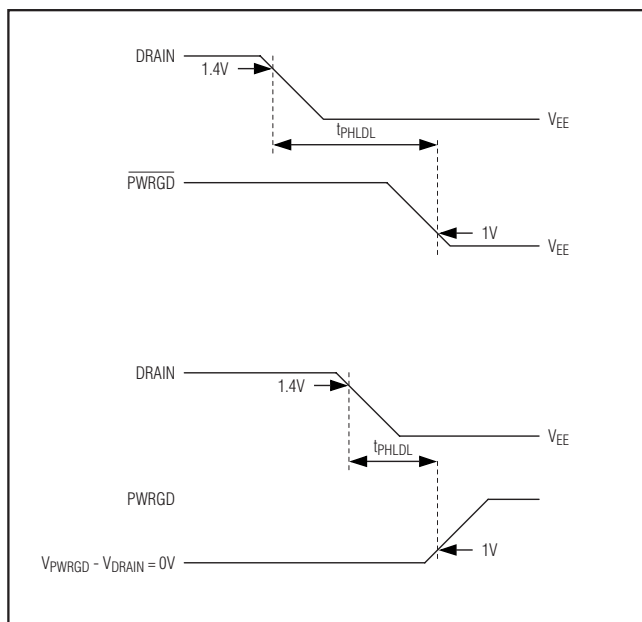 DRAIN
1.4V
VEE
tPHLDL
PWRGD
1V
VEE
DRAIN
1.4V
VEE
tPHLDL
PWRGD
1V
VPWRGD - VDRAIN = 0V